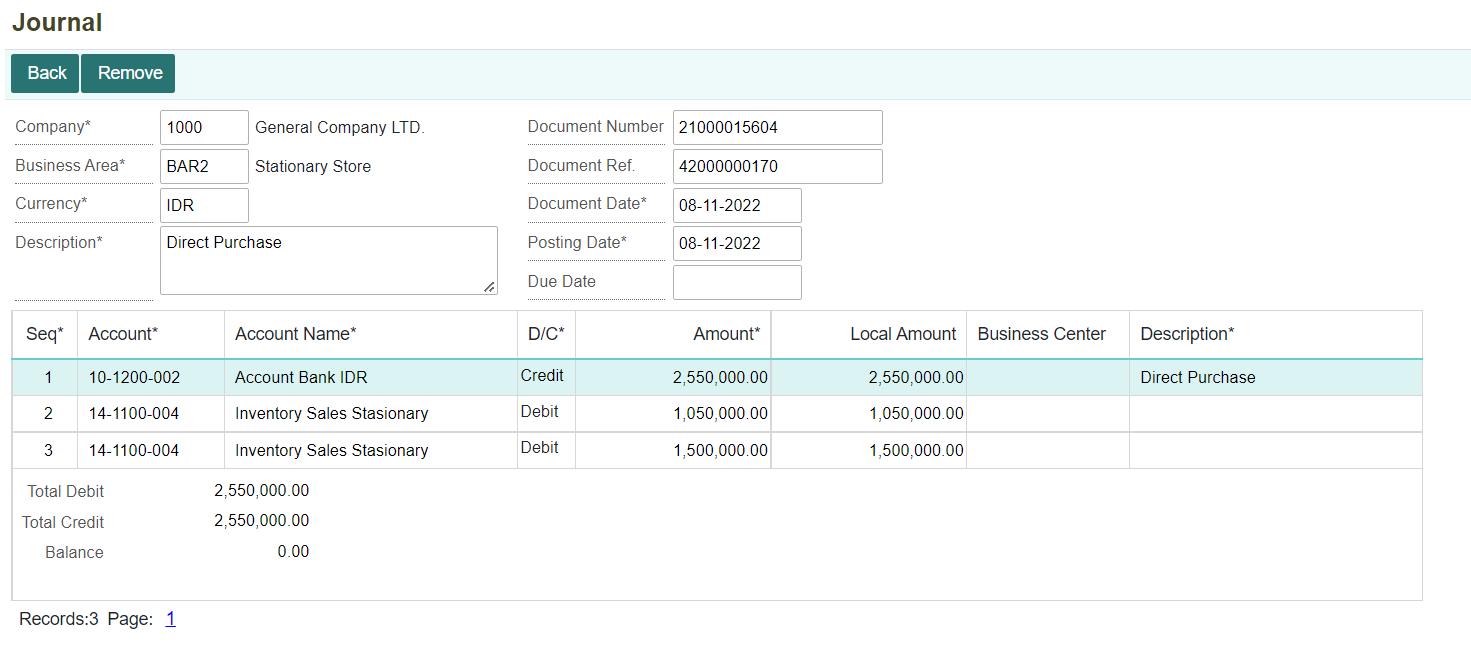 Journal
Back Remove
Company* 1000 General Company LTD. Document Number 21000015604
Business Area* BAR2 Stationary Store Document Ref. 42000000170
Currency* IDR Document Date* 08-11-2022
Description* Direct Purchase Posting Date* 08-11-2022
Due Date
Seq* Account* Account Name* D/C* Amount* Local Amount Business Center Description*
1 10-1200-002 Account Bank IDR Credit 2,550,000.00 2,550,000.00 Direct Purchase
2 14-1100-004 Inventory Sales Stasionary Debit 1,050,000.00 1,050,000.00
3 14-1100-004 Inventory Sales Stasionary Debit 1,500,000.00 1,500,000.00
Total Debit 2,550,000.00
Total Credit 2,550,000.00
Balance 0.00
Records:3 Page: 1